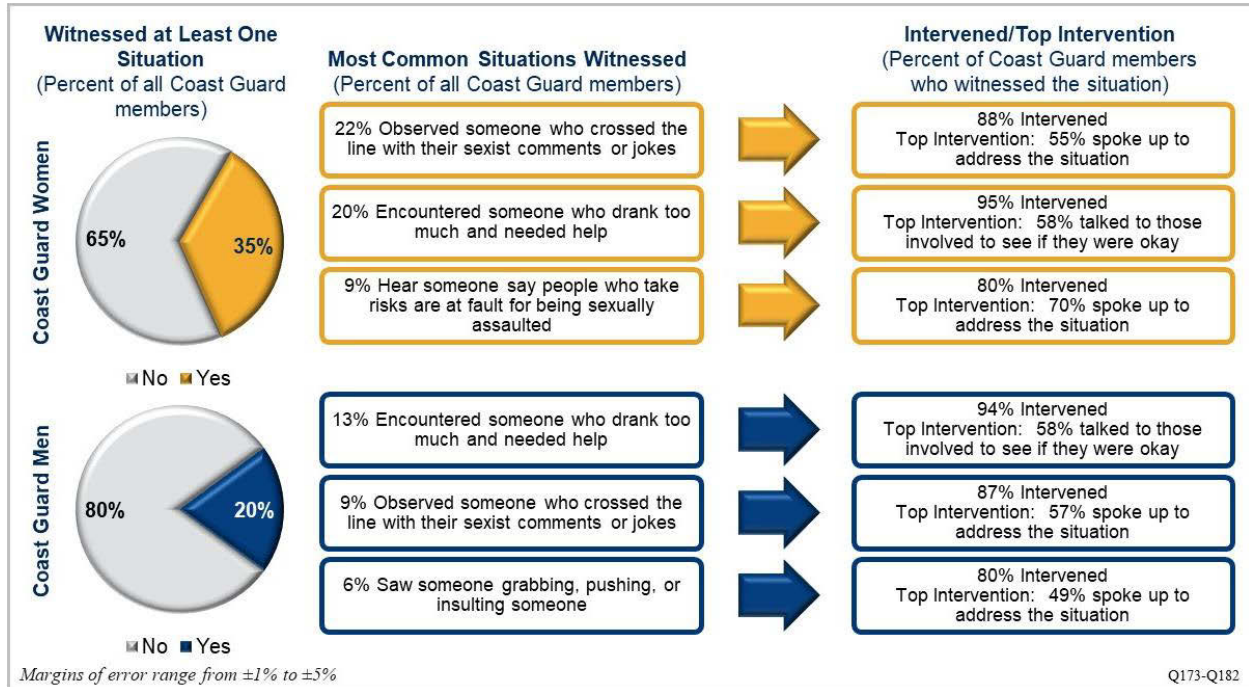 Witnessed at Least One
Situation
(Percent of all Coast Guard
members)
Most Common Situations Witnessed
(Percent of all Coast Guard members)
Intervened/Top Intervention
(Percent of Coast Guard members
who witnessed the situation)
Coast Guard Women
65%
35%
No Yes
22% Observed someone who crossed the
line with their sexist comments or jokes
88% Intervened
Top Intervention: 55% spoke up to
address the situation
20% Encountered someone who drank too
much and needed help
95% Intervened
Top Intervention: 58% talked to those
involved to see if they were okay
9% Hear someone say people who take
risks are at fault for being sexually
assaulted
80% Intervened
Top Intervention: 70% spoke up to
address the situation
Coast Guard Men
80%
20%
No Yes
13% Encountered someone who drank too
much and needed help
94% Intervened
Top Intervention: 58% talked to those
involved to see if they were okay
9% Observed someone who crossed the
line with their sexist comments or jokes
87% Intervened
Top Intervention: 57% spoke up to
address the situation
6% Saw someone grabbing, pushing, or
insulting someone
80% Intervened
Top Intervention: 49% spoke up to
address the situation
Margins of error range from ±1% to ±5%
Q173-Q182